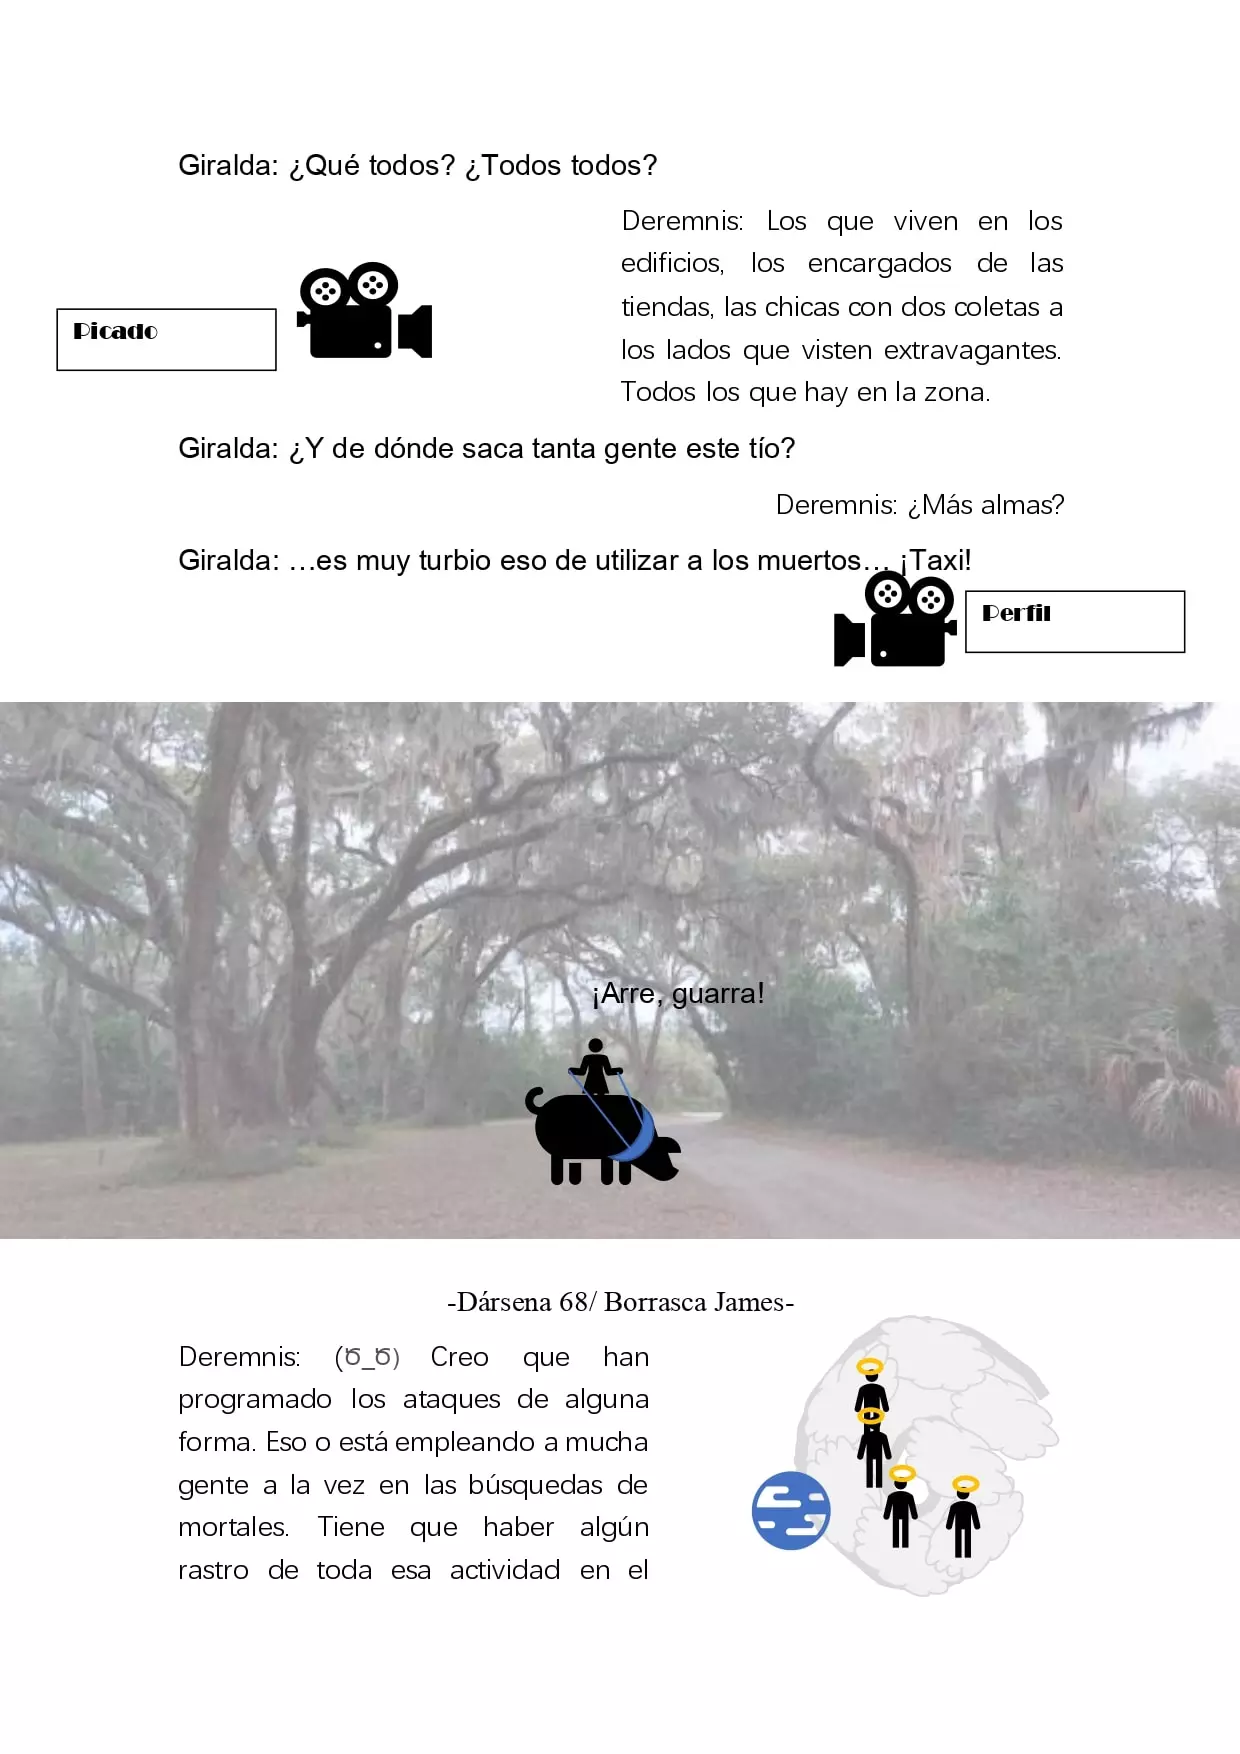 Giralda: ¿Qué todos? ¿Todos todos?
Deremnis: Los que viven en los
edificios, los encargados de las
tiendas, las chicas con dos coletas a
los lados que visten extravagantes.
Todos los que hay en la zona.
Picado
Giralda: ¿Y de dónde saca tanta gente este tío?
Deremnis: ¿Más almas?
Giralda: …es muy turbio eso de utilizar a los muertos… ¡Taxi!
Perfil
¡Arre, guarra!
-Dársena 68/ Borrasca James-
Deremnis: (Ծ_Ծ) Creo que han
programado los ataques de alguna
forma. Eso o está empleando a mucha
gente a la vez en las búsquedas de
mortales. Tiene que haber algún
rastro de toda esa actividad en el